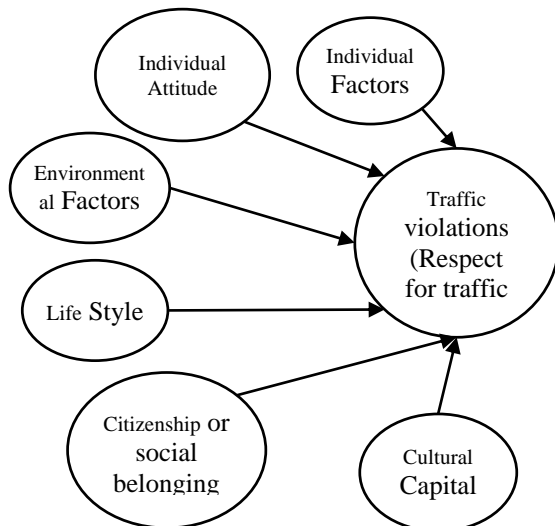 Individual
Attitude
Individual
Factors
Environment
al Factors
Traffic
violations
(Respect
for traffic
Life Style
Citizenship or
social
belonging
Cultural
Capital